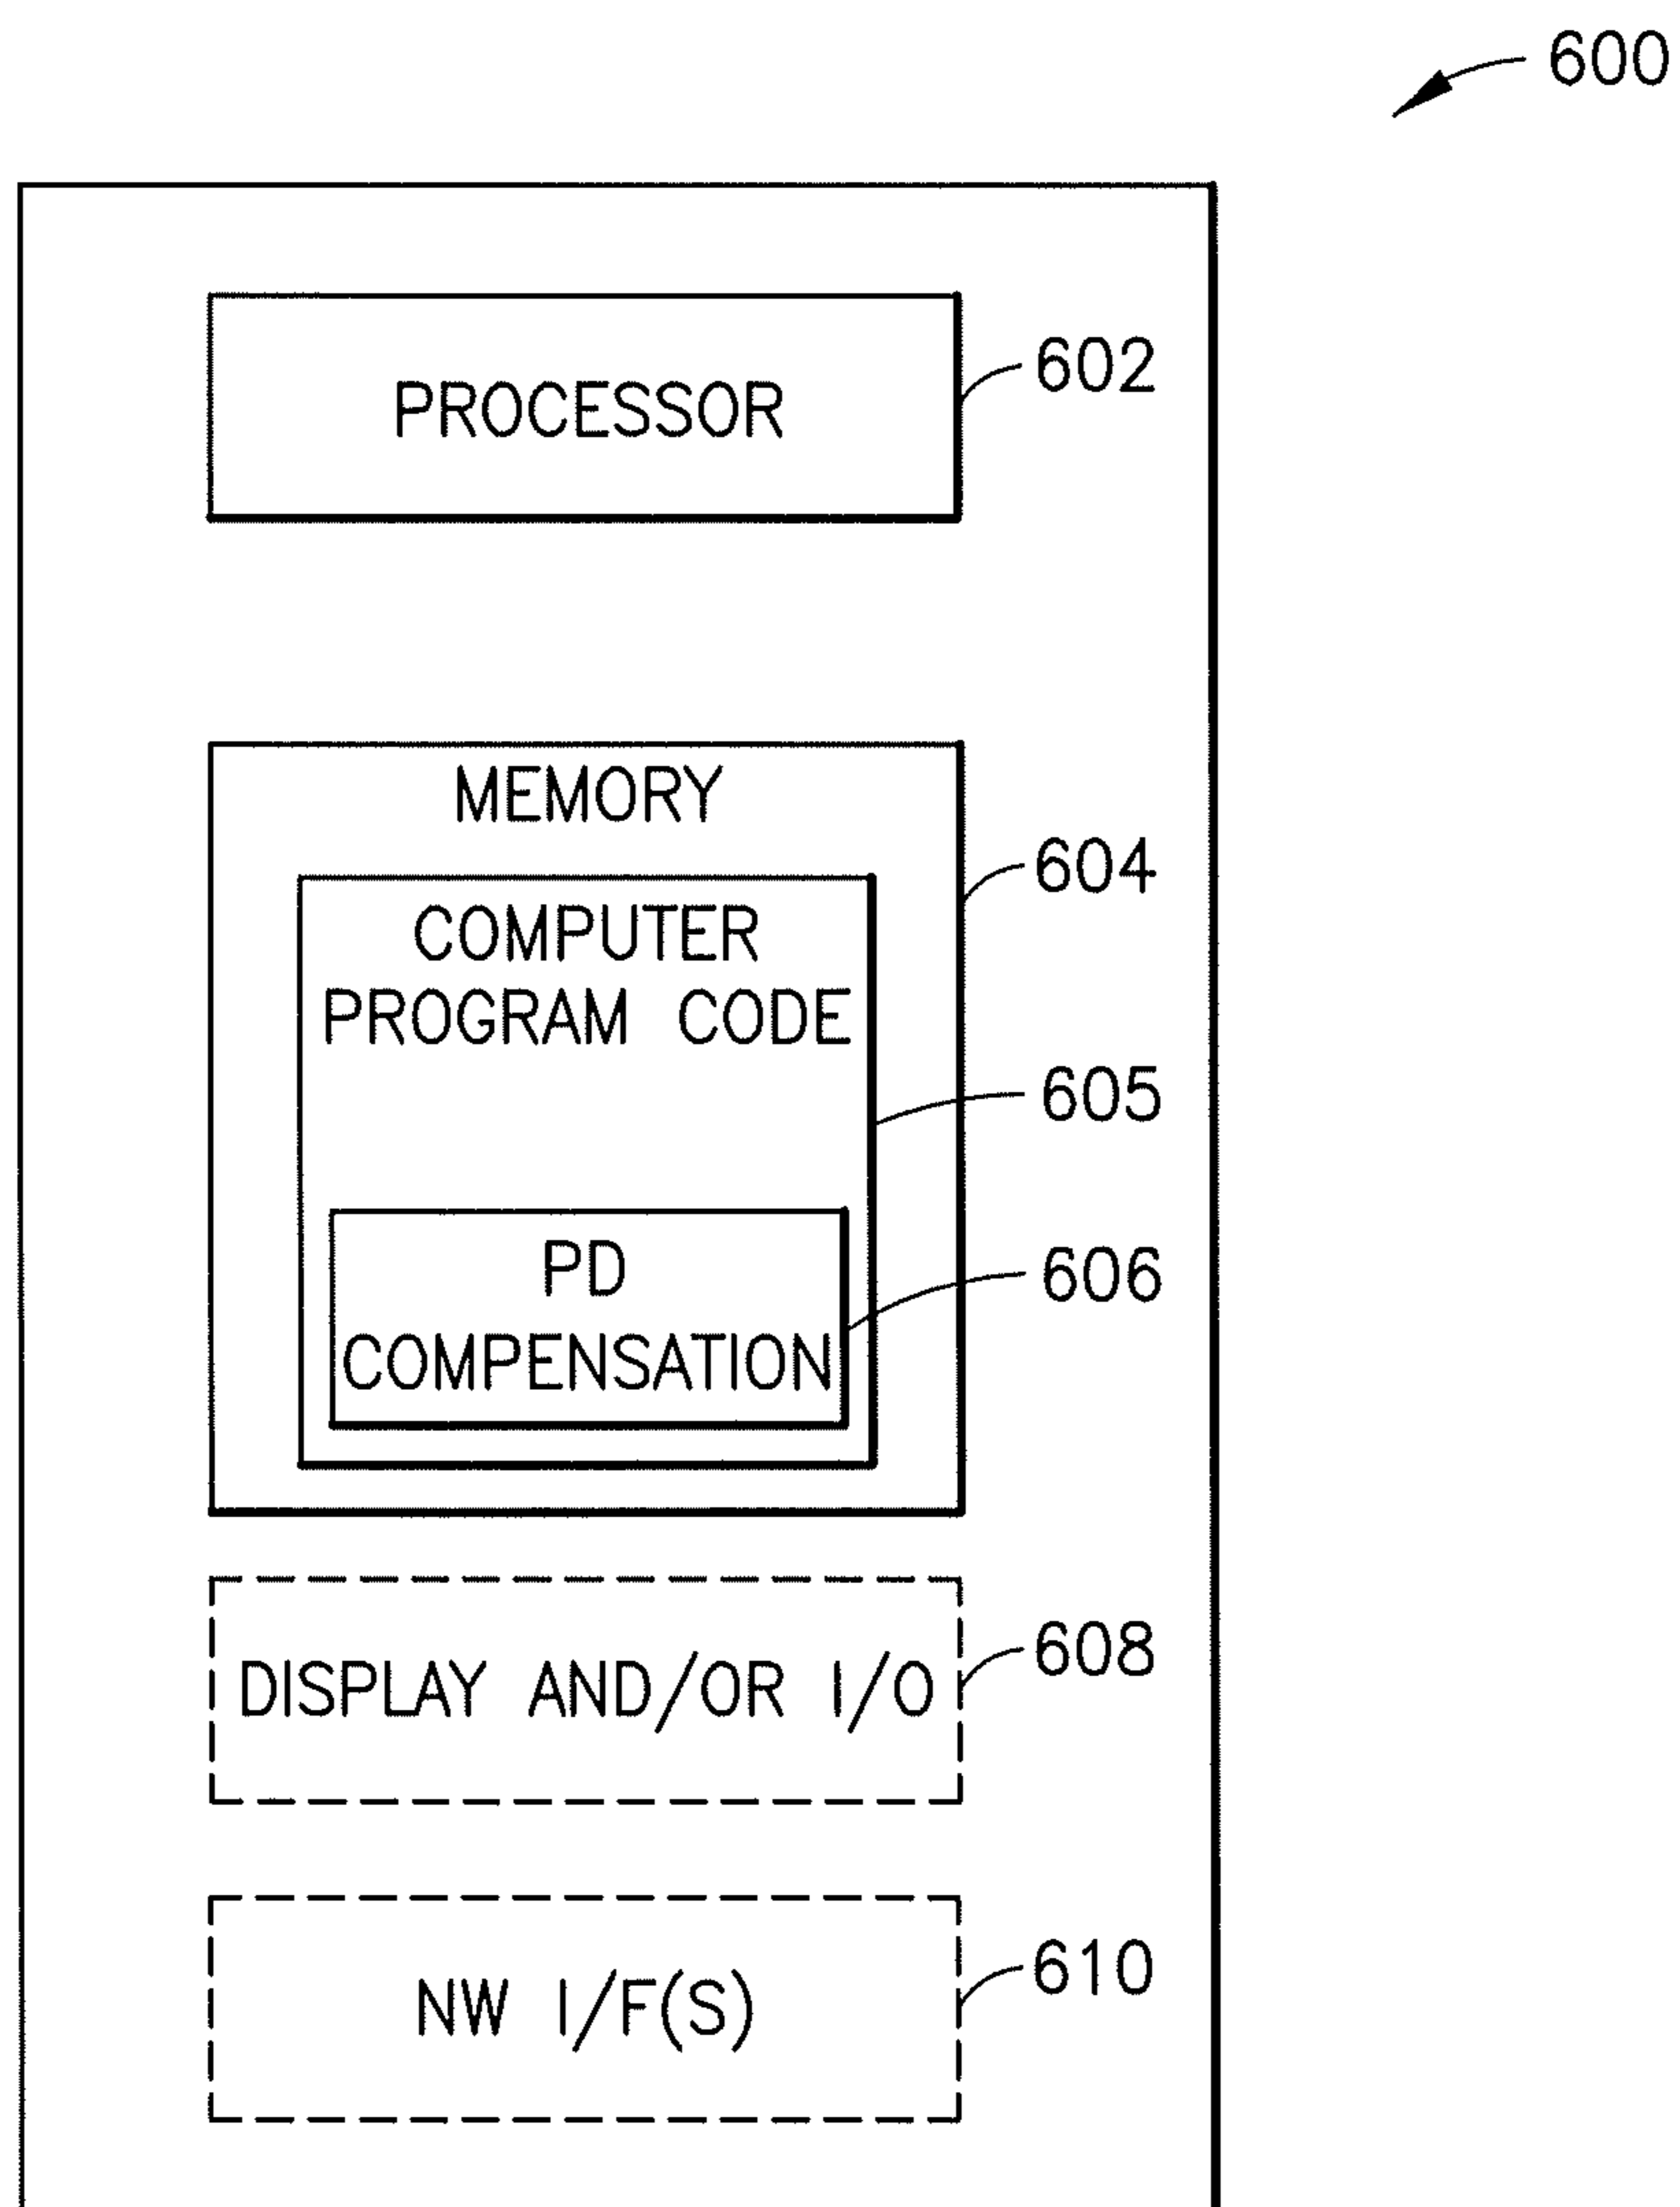 600
PROCESSOR
602
MEMORY
604
COMPUTER
PROGRAM CODE
605
PD
606
COMPENSATION
608
DISPLAY AND/OR I/O
610
NW I/F(S)